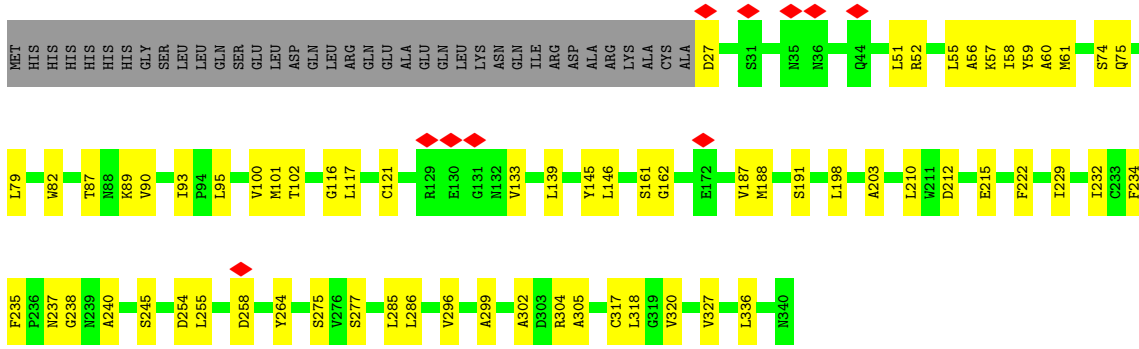 MET HIS HIS HIS HIS HIS HIS GLY SER LEU LEU GLN SER GLU LEU ASP GLN LEU ARG GLN GLU ALA GLU GLN LEU LYS ASN GLN ILE ARG ASP ALA ARG LYS ALA CYS ALA D27 S31 N35 N36 Q44 L51 R52 L55 A56 K57 I58 Y59 A60 M61 S74 Q75
L79 W82 T87 N88 K89 V90 I93 P94 L95 V100 M101 T102 G116 L117 C121 R129 E130 G131 N132 V133 L139 Y145 L146 S161 G162 E172 V187 M188 S191 L198 A203 L210 W211 D212 E215 F222 I229 I232 C233 F234
F235 P236 N237 G238 N239 A240 S245 D254 L255 D258 Y264 S275 V276 S277 L285 L286 V296 A299 A302 D303 R304 A305 C317 L318 G319 V320 V327 L336 N340